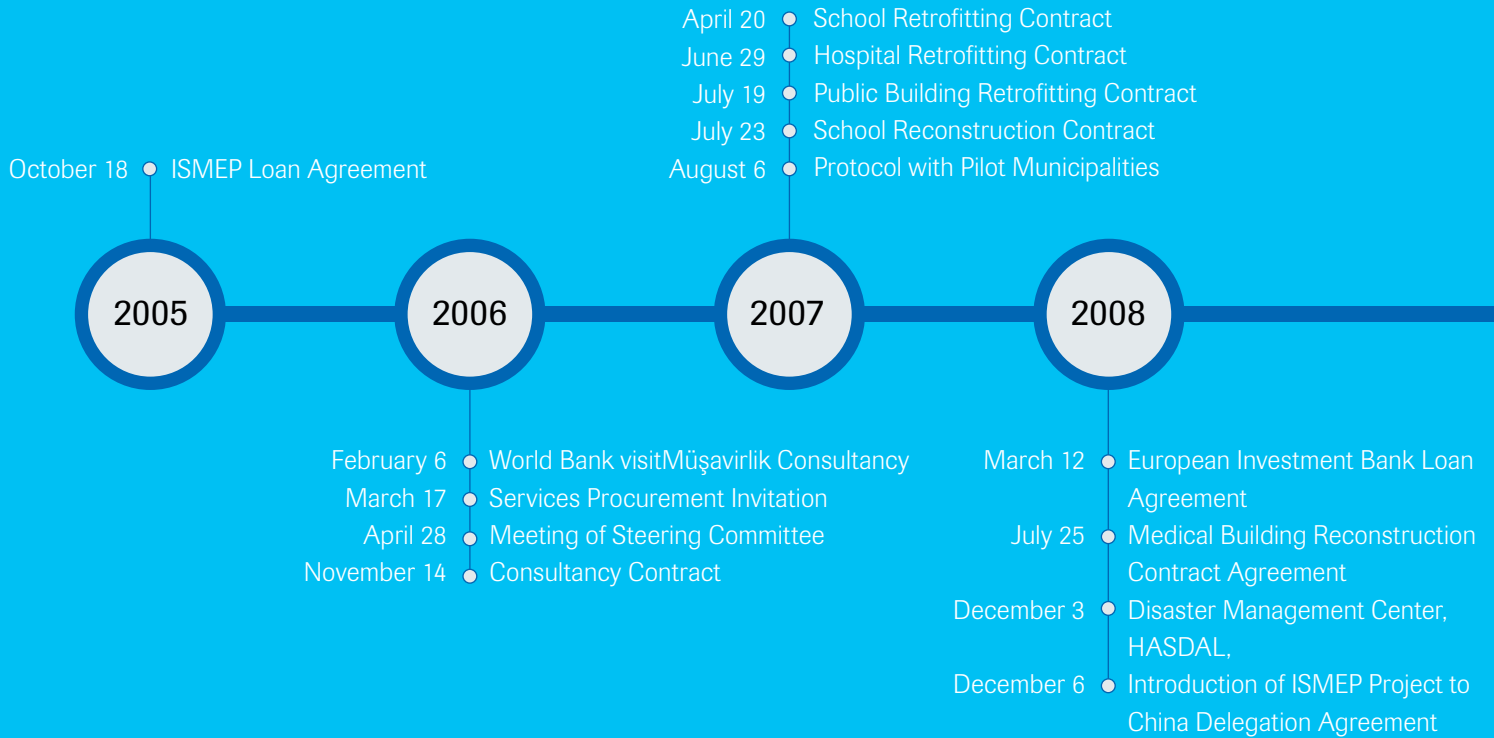 April 20 School Retrofitting Contract
June 29 Hospital Retrofitting Contract
July 19 Public Building Retrofitting Contract
July 23 School Reconstruction Contract
August 6 Protocol with Pilot Municipalities
October 18 ISMEP Loan Agreement
2005
2006
2007
2008
February 6 World Bank visitMüşavirlik Consultancy
March 17 Services Procurement Invitation
April 28 Meeting of Steering Committee
November 14 Consultancy Contract
March 12 European Investment Bank Loan
Agreement
July 25 Medical Building Reconstruction
Contract Agreement
December 3 Disaster Management Center,
HASDAL,
December 6 Introduction of ISMEP Project to
China Delegation Agreement